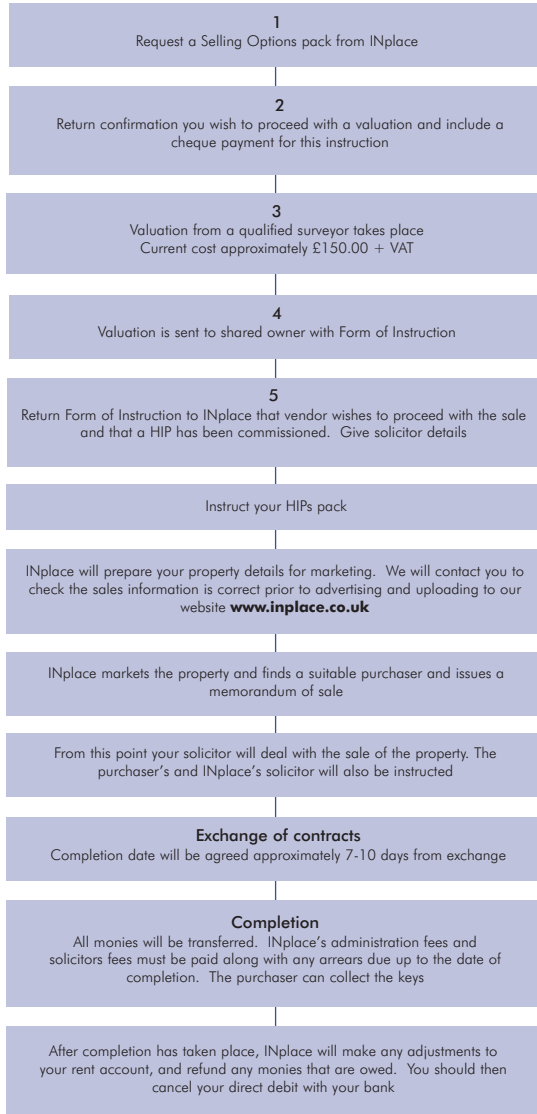 1
Request a Selling Options pack from INplace
2
Return confirmation you wish to proceed with a valuation and include a
cheque payment for this instruction
3
Valuation from a qualified surveyor takes place
Current cost approximately £150.00 + VAT
4
Valuation is sent to shared owner with Form of Instruction
5
Return Form of Instruction to INplace that vendor wishes to proceed with the sale
and that a HIP has been commissioned.  Give solicitor details
Instruct your HIPs pack
INplace will prepare your property details for marketing.  We will contact you to
check the sales information is correct prior to advertising and uploading to our
website www.inplace.co.uk
INplace markets the property and finds a suitable purchaser and issues a
memorandum of sale
From this point your solicitor will deal with the sale of the property. The
purchaser’s and INplace’s solicitor will also be instructed
Exchange of contracts
Completion date will be agreed approximately 7-10 days from exchange
Completion
All monies will be transferred.  INplace’s administration fees and
solicitors fees must be paid along with any arrears due up to the date of
completion.  The purchaser can collect the keys
After completion has taken place, INplace will make any adjustments to
your rent account, and refund any monies that are owed.  You should then
cancel your direct debit with your bank